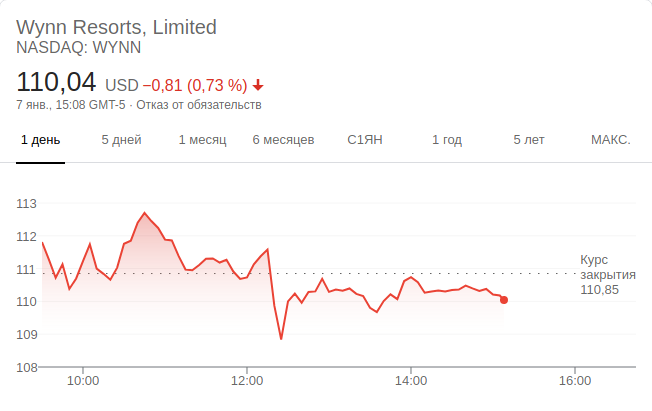 Wynn Resorts, Limited
NASDAQ: WYNN
110,04 USD −0,81 (0,73 %)
7 янв., 15:08 GMT-5 · Отказ от обязательств
1 день 5 дней 1 месяц 6 месяцев С1ЯН 1 год 5 лет МАКС.
113
112
111
110
109
108
Курс
закрытия
110,85
10:00 12:00 14:00 16:00